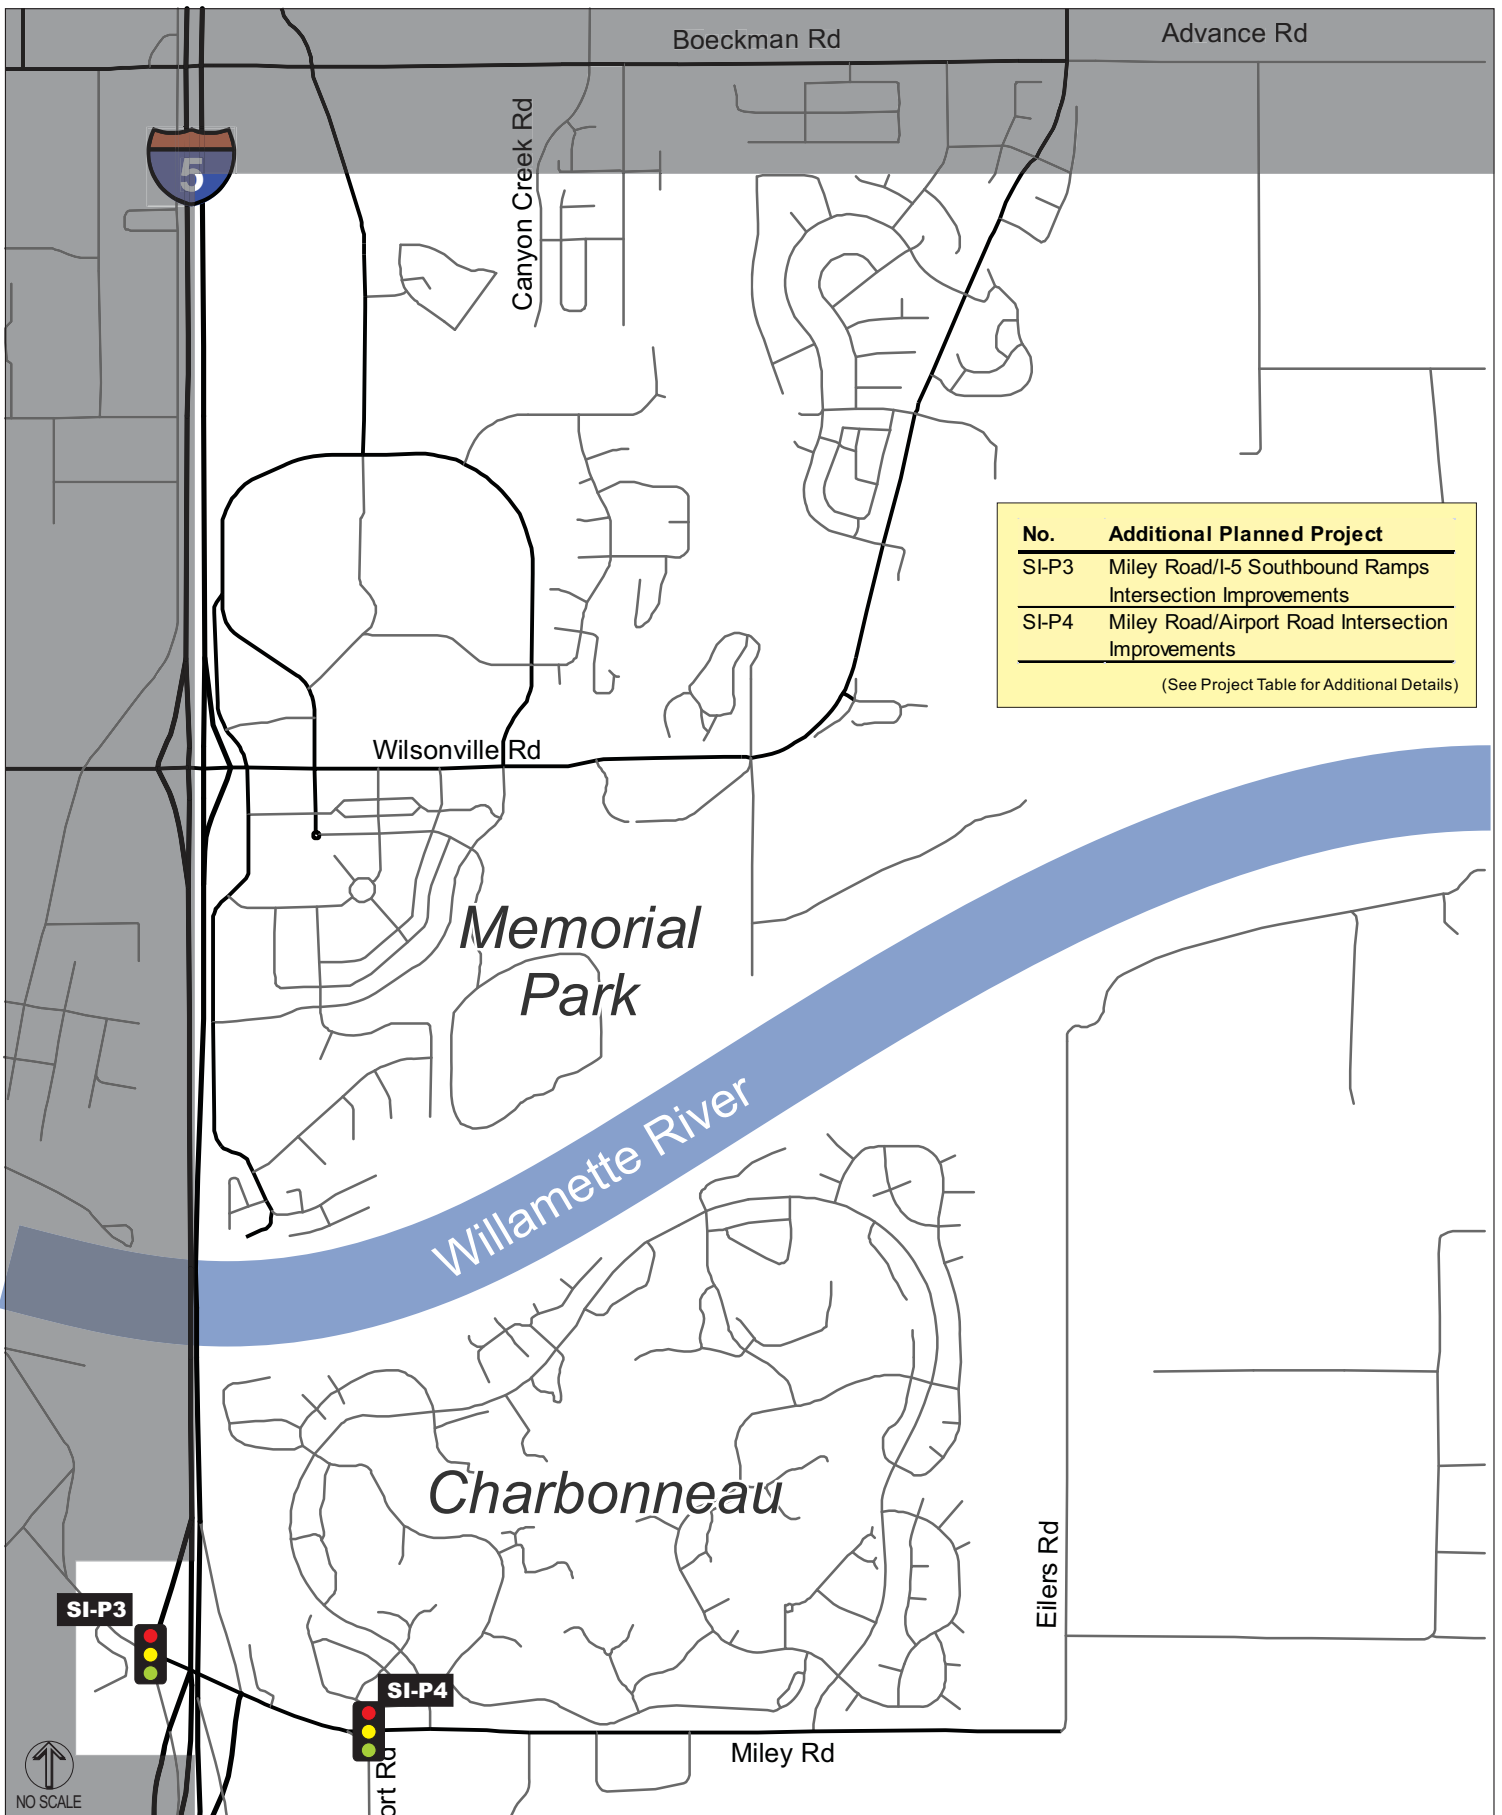 Boeckman Rd
Advance Rd
Canyon Creek Rd
5
No. Additional Planned Project
SI-P3 Miley Road/I-5 Southbound Ramps
Intersection Improvements
SI-P4 Miley Road/Airport Road Intersection
Improvements
(See Project Table for Additional Details)
Wilsonville Rd
Memorial
Park
Willamette River
Charbonneau
Eilers Rd
SI-P3
SI-P4
Miley Rd
ort Rd
NO SCALE